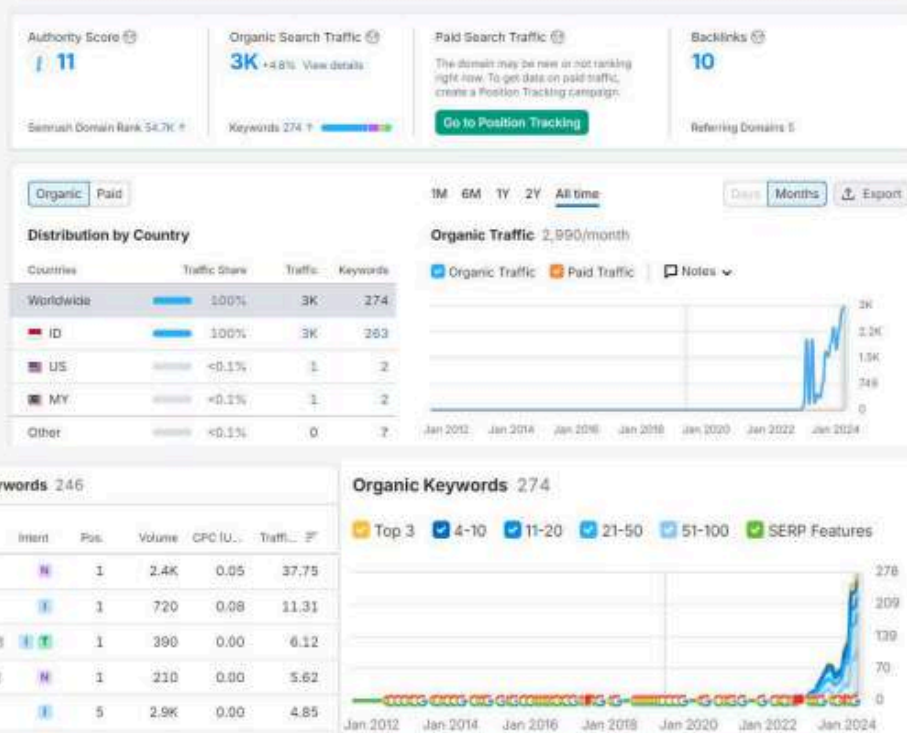 Authority Score
11
Semrush Domain Rank 54.7K ↑
Organic Search Traffic
3K +4.8% View details
Keywords 274 ↑
Paid Search Traffic
The domain may be new or not ranking
right now. To get data on paid traffic,
create a Position Tracking campaign.
Go to Position Tracking
Backlinks
10
Referring Domains 5
Organic Paid
Distribution by Country
Countries Traffic Share Traffic Keywords
Worldwide 100% 3K 274
ID 100% 3K 263
US <0.1% 1 2
MY <0.1% 1 2
Other <0.1% 0 7
1M 6M 1Y 2Y All time
Days Months Export
Organic Traffic 2,990/month
Organic Traffic Paid Traffic Notes
3K
2.2K
1.5K
748
0
Jan 2012 Jan 2014 Jan 2016 Jan 2018 Jan 2020 Jan 2022 Jan 2024
words 246
Intent Pos. Volume CPC (U... Traffi...
N 1 2.4K 0.05 37.75
I 1 720 0.08 11.31
I T 1 390 0.00 6.12
N 1 210 0.00 5.62
I 5 2.9K 0.00 4.85
Organic Keywords 274
Top 3 4-10 11-20 21-50 51-100 SERP Features
278
209
139
70
0
Jan 2012 Jan 2014 Jan 2016 Jan 2018 Jan 2020 Jan 2022 Jan 2024